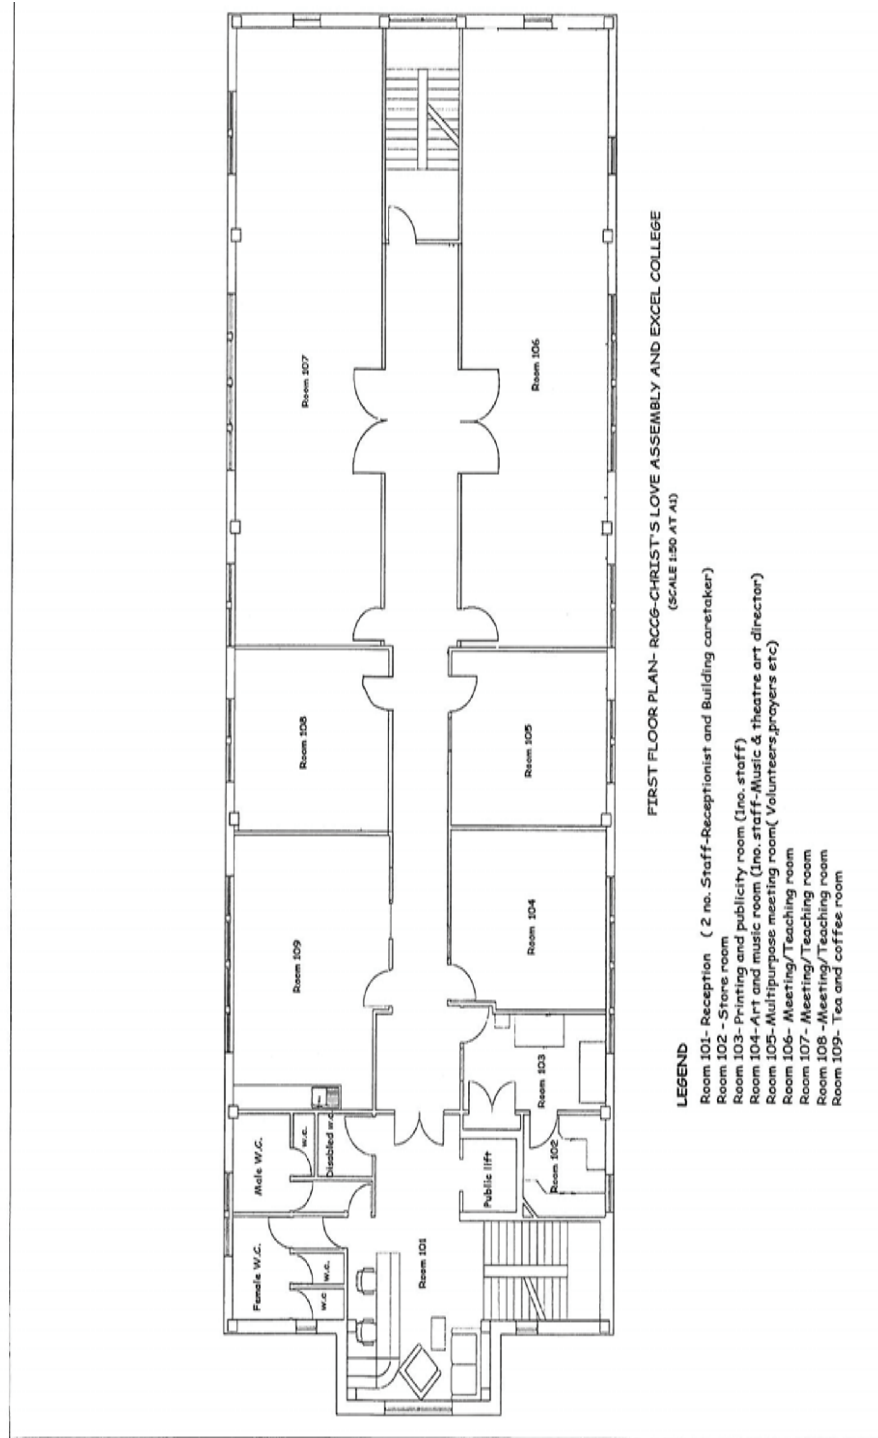 Room 107
Room 106
Room 108
Room 105
Room 109
Room 104
Room 103
Room 102
Public lift
Male W.C.
w.c.
Disabled w.c.
Female W.C.
w.c.
w.c
Room 101
FIRST FLOOR PLAN- RCCG-CHRIST'S LOVE ASSEMBLY AND EXCEL COLLEGE
(SCALE 1:50 AT A1)
LEGEND
Room 101- Reception ( 2 no. Staff-Receptionist and Building caretaker)
Room 102 - Store room
Room 103- Printing and publicity room (1no. staff)
Room 104-Art and music room (1no. staff-Music & theatre art director)
Room 105-Multipurpose meeting room( Volunteers,prayers etc)
Room 106- Meeting/Teaching room
Room 107- Meeting/Teaching room
Room 108 -Meeting/Teaching room
Room 109- Tea and coffee room